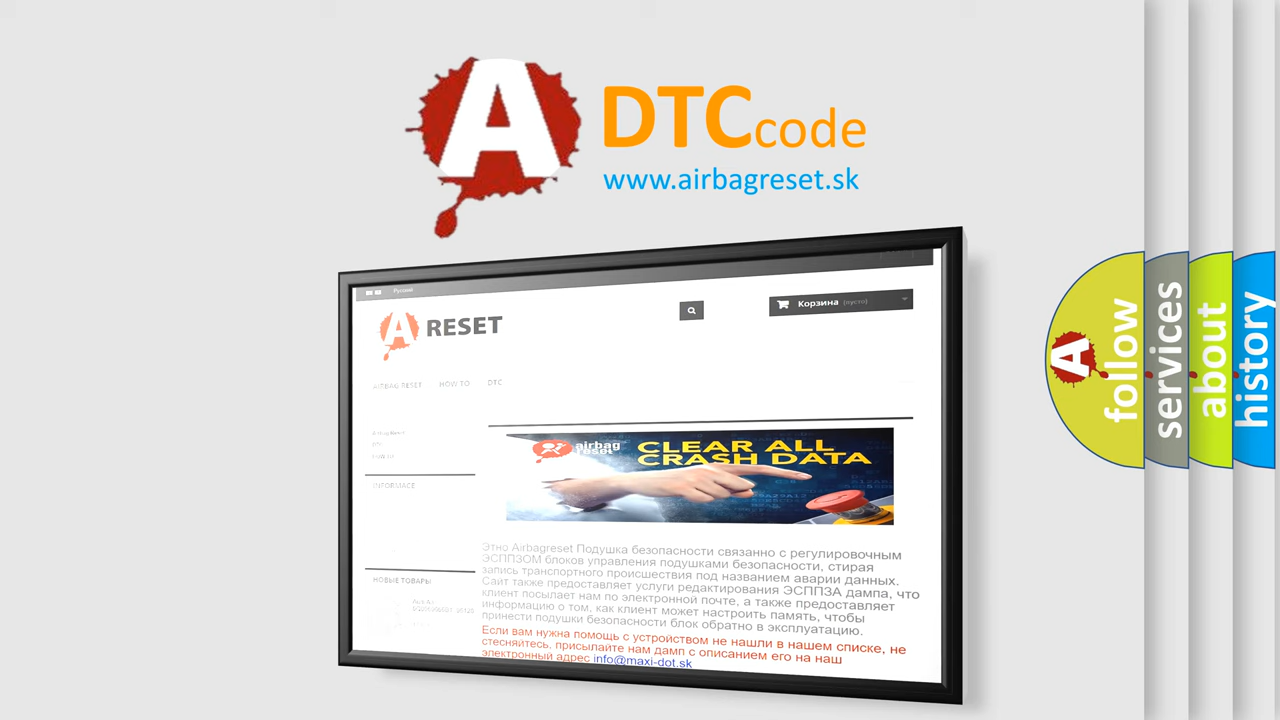 A DTCcode
www.airbagreset.sk
Русский
Корзина (пусто)
A RESET
AIRBAG RESET HOW TO DTC
INFORMACE
airbag
reset
CLEAR ALL
CRASH DATA
Этно Airbagreset Подушка безопасности связанно с регулировочным
ЭСППЗОМ блоков управления подушками безопасности, стирая
запись транспортного происшествия под названием аварии данных.
Сайт также предоставляет услуги редактирования ЭСППЗА дампа, что
клиент посылает нам по электронной почте, а также предоставляет
информацию о том, как клиент может настроить память, чтобы
принести подушки безопасности блок обратно в эксплуатацию.
Если вам нужна помощь с устройством не нашли в нашем списке, не
стесняйтесь, присылайте нам дамп с описанием его на наш
электронный адрес info@maxi-dot.sk
НОВЫЕ ТОВАРЫ
A
follow
services
about
history